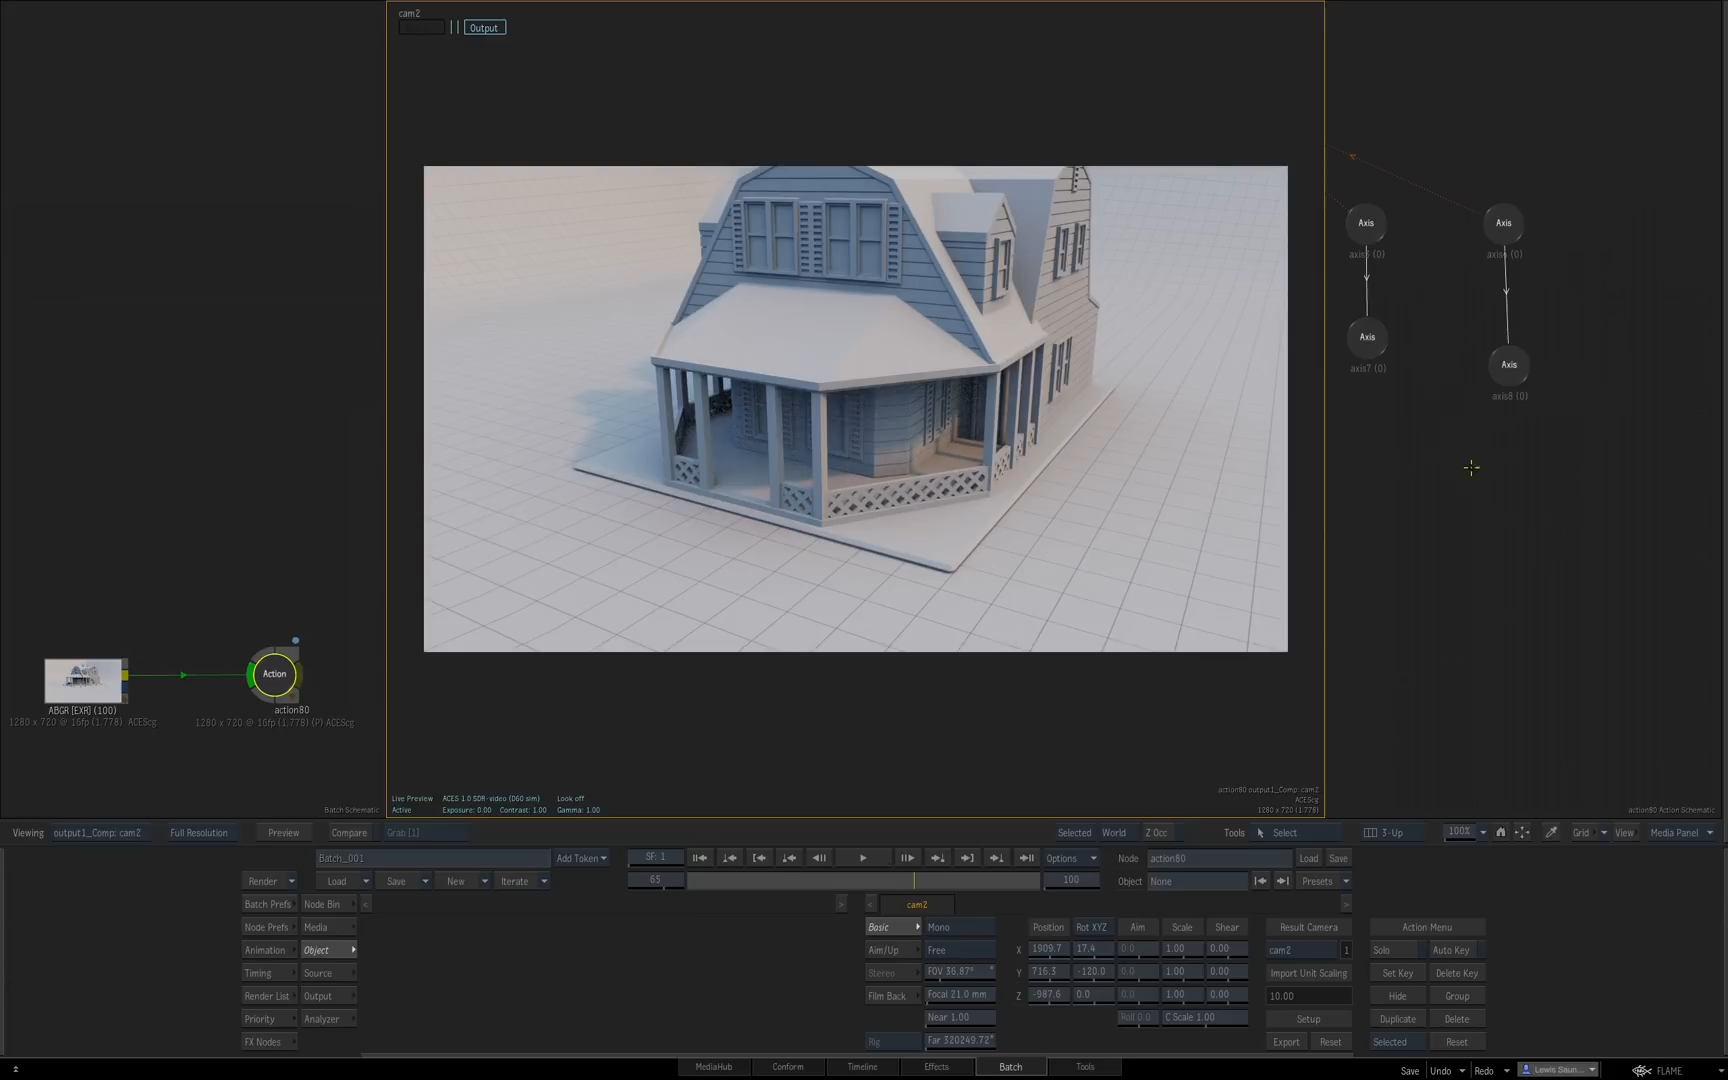 cam2
Output
Axis
axis5 (0)
Axis
axis6 (0)
Axis
axis7 (0)
Axis
axis8 (0)
ABGR [EXR] (100)
1280 x 720 @ 16fp (1.778) ACEScg
Action
action80
1280 x 720 @ 16fp (1.778) (P) ACEScg
Batch Schematic
Live Preview ACES 1.0 SDR-video (D60 sim) Look off
Active Exposure: 0.00 Contrast: 1.00 Gamma: 1.00
action80 output1_Comp: cam2
ACEScg
1280 x 720 (1.778)
action80 Action Schematic
Viewing output1_Comp: cam2 Full Resolution Preview Compare Grab [1] Selected World Z Occ Tools Select 3-Up 100% Grid View Media Panel
Batch_001 Add Token SF: 1 Options Node action80 Load Save
Render Load Save New Iterate 65 100 Object None Presets
Batch Prefs Node Bin < > < cam2 >
Node Prefs Media Basic Mono Position Rot XYZ Aim Scale Shear Result Camera Action Menu
Animation Object Aim/Up Free X 1909.7 17.4 0.0 1.00 0.00 cam2 1 Solo Auto Key
Timing Source Stereo FOV 36.87° Y 716.3 -120.0 0.0 1.00 0.00 Import Unit Scaling Set Key Delete Key
Render List Output Film Back Focal 21.0 mm Z -987.6 0.0 0.0 1.00 0.00 10.00 Hide Group
Priority Analyzer Near 1.00 Roll 0.0 C Scale 1.00 Setup Duplicate Delete
FX Nodes Rig Far 320249.72 Export Reset Selected Reset
MediaHub Conform Timeline Effects Batch Tools Save Undo Redo Lewis Saun... FLAME